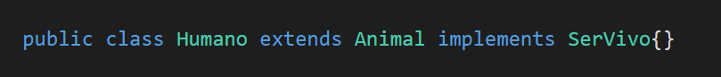 public class Humano extends Animal implements SerVivo{}